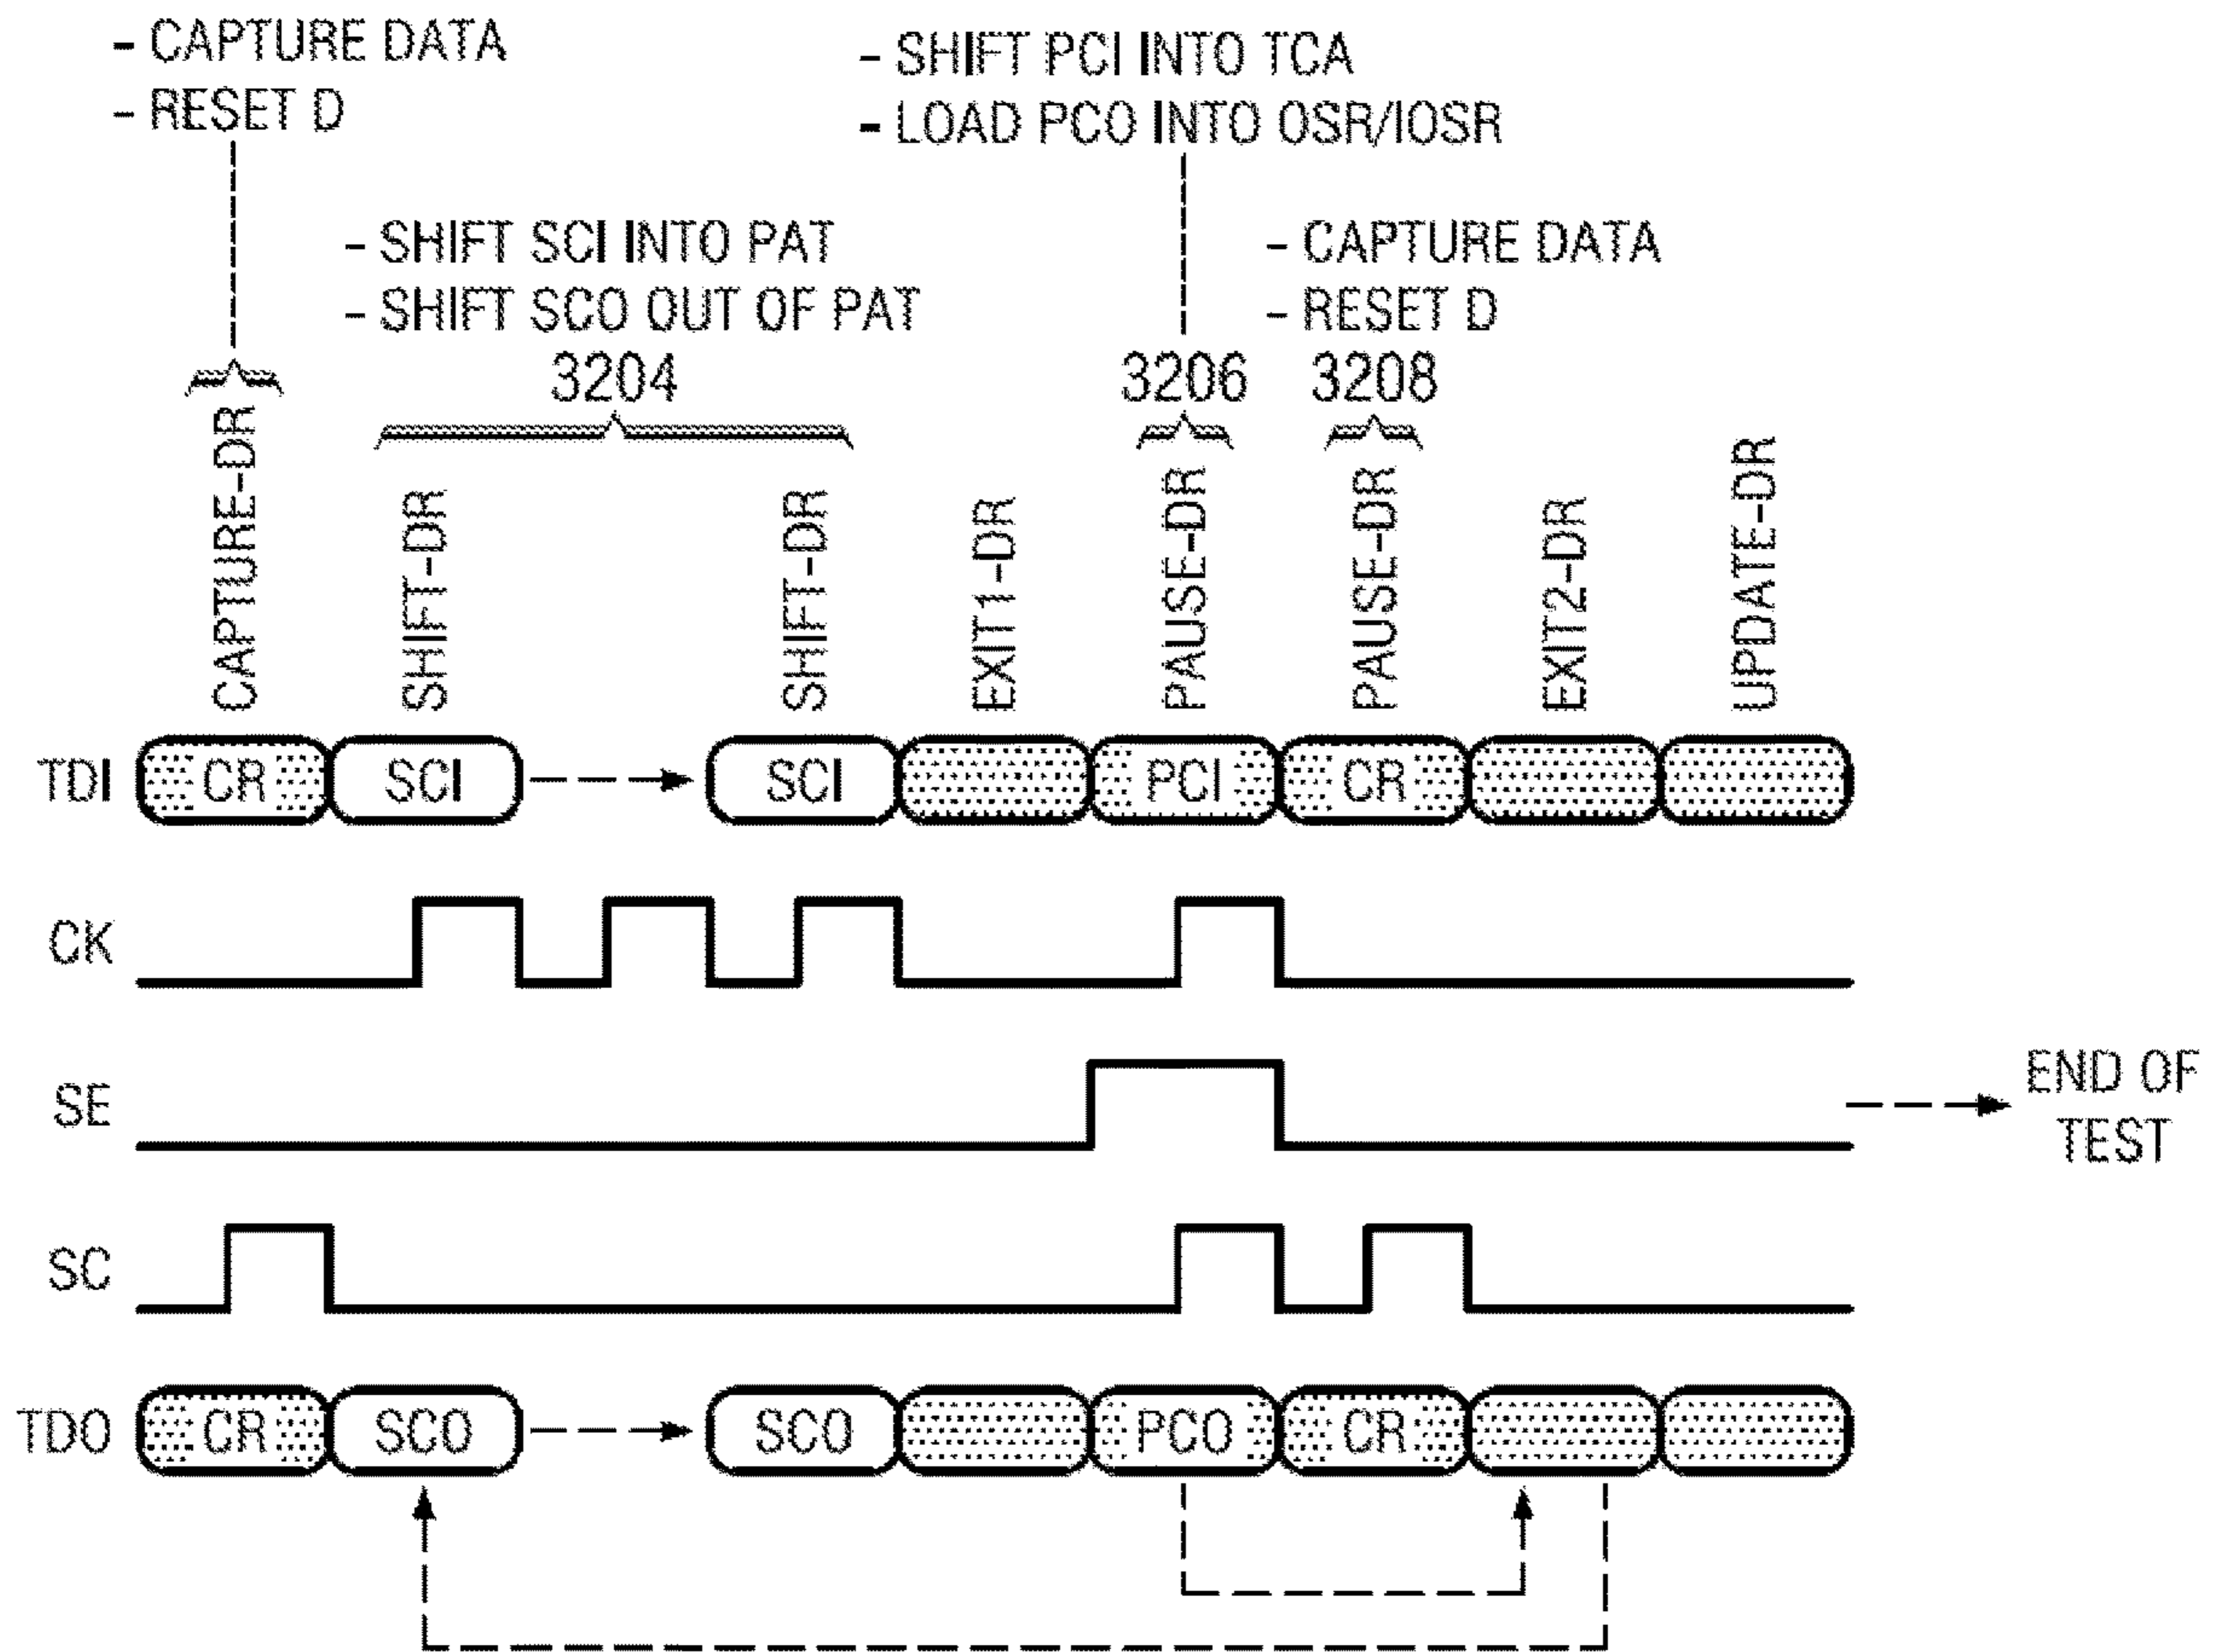 - CAPTURE DATA
- RESET D
- SHIFT PCI INTO TCA
- LOAD PCO INTO OSR/IOSR
- SHIFT SCI INTO PAT
- SHIFT SCO OUT OF PAT
- CAPTURE DATA
- RESET D
3204
3206
3208
CAPTURE-DR
SHIFT-DR
SHIFT-DR
EXIT1-DR
PAUSE-DR
PAUSE-DR
EXIT2-DR
UPDATE-DR
TDI CR SCI SCI PCI CR
CK
SE
END OF
TEST
SC
TDO CR SCO SCO PCO CR